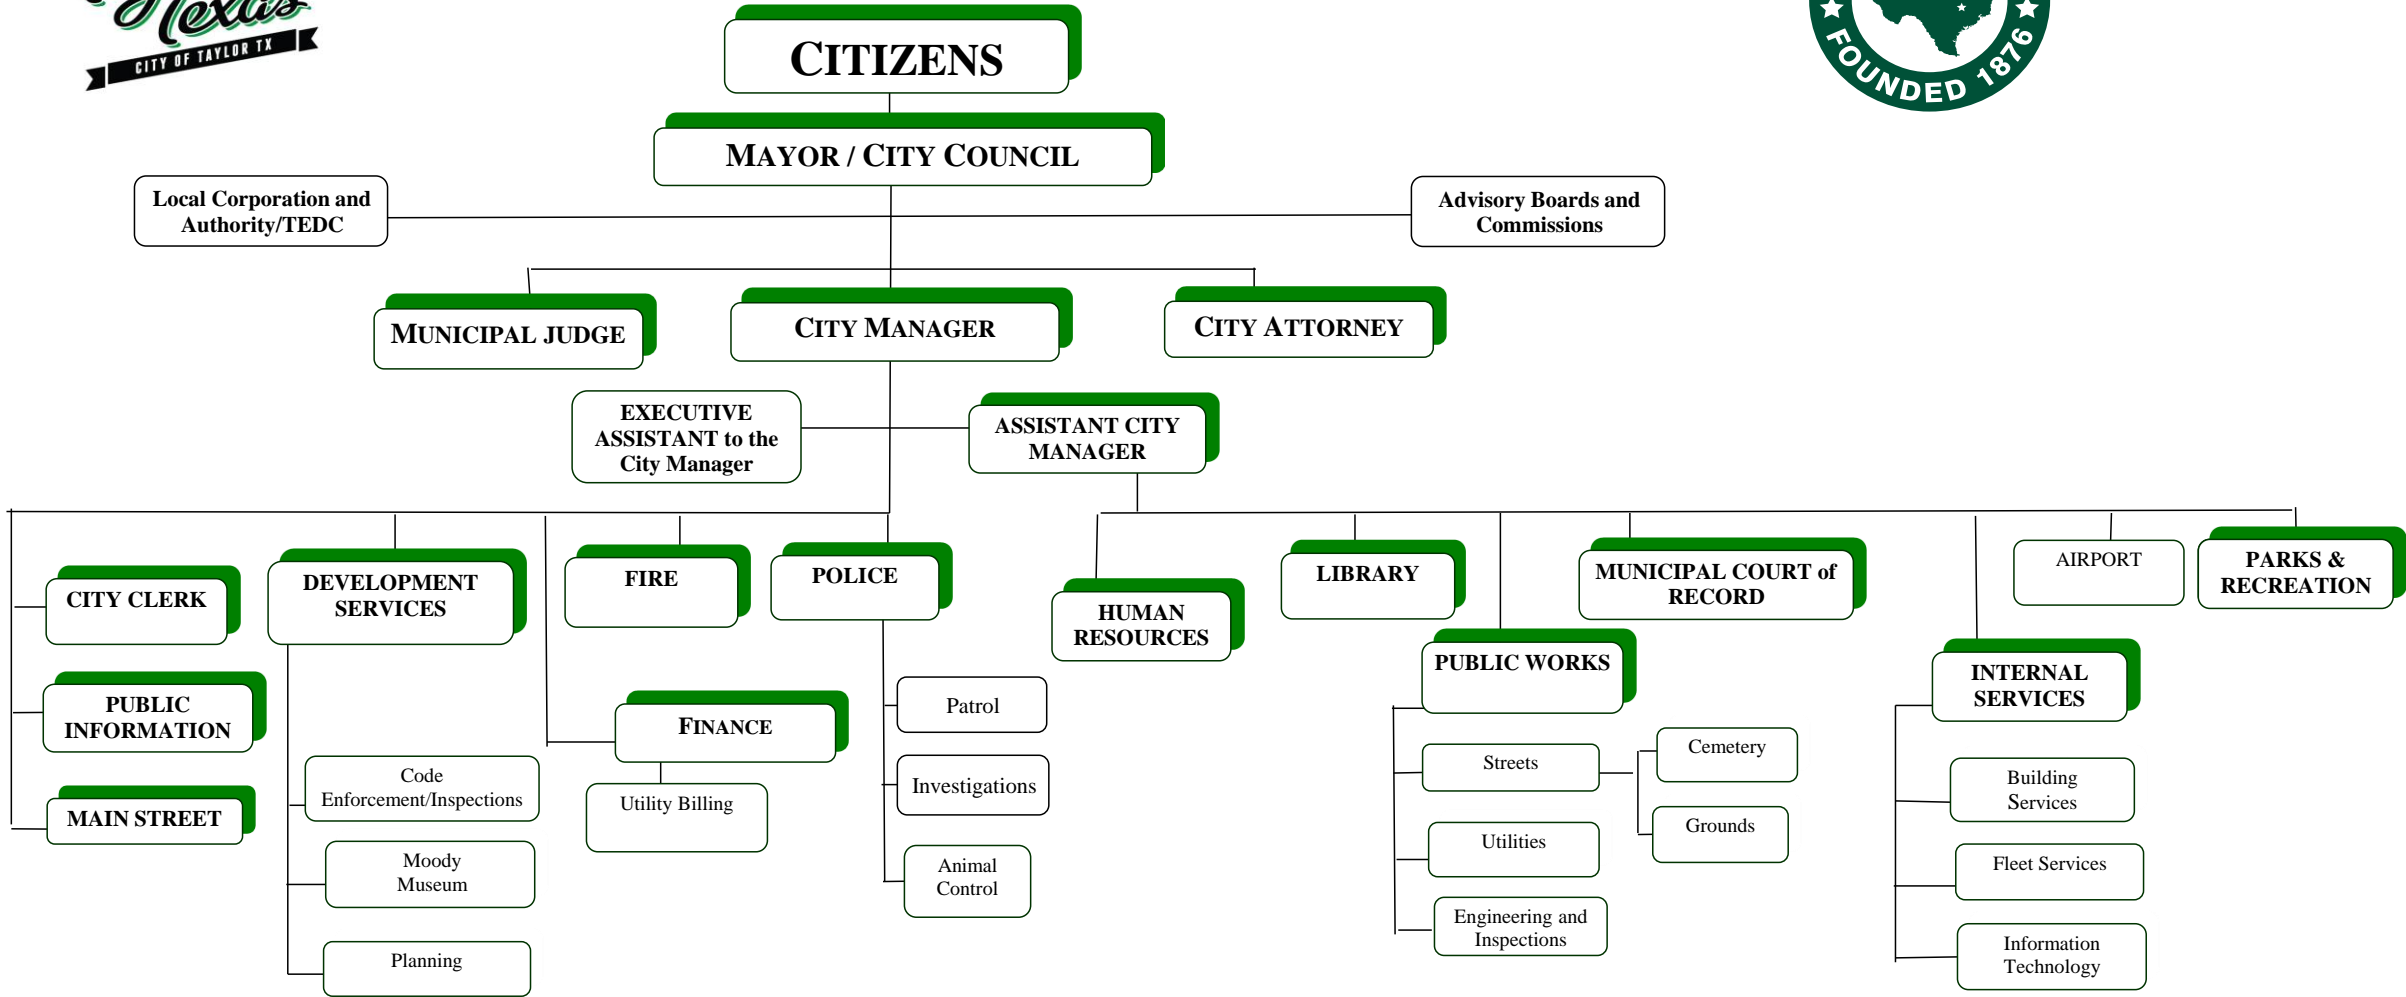 Texas
CITY OF TAYLOR TX
FOUNDED 1876
CITIZENS
MAYOR / CITY COUNCIL
Local Corporation and
Authority/TEDC
Advisory Boards and
Commissions
MUNICIPAL JUDGE
CITY MANAGER
CITY ATTORNEY
EXECUTIVE
ASSISTANT to the
City Manager
ASSISTANT CITY
MANAGER
CITY CLERK
PUBLIC
INFORMATION
MAIN STREET
DEVELOPMENT
SERVICES
Code
Enforcement/Inspections
Moody
Museum
Planning
FIRE
FINANCE
Utility Billing
POLICE
Patrol
Investigations
Animal
Control
HUMAN
RESOURCES
LIBRARY
PUBLIC WORKS
Streets
Cemetery
Grounds
Utilities
Engineering and
Inspections
MUNICIPAL COURT of
RECORD
INTERNAL
SERVICES
Building
Services
Fleet Services
Information
Technology
AIRPORT
PARKS &
RECREATION